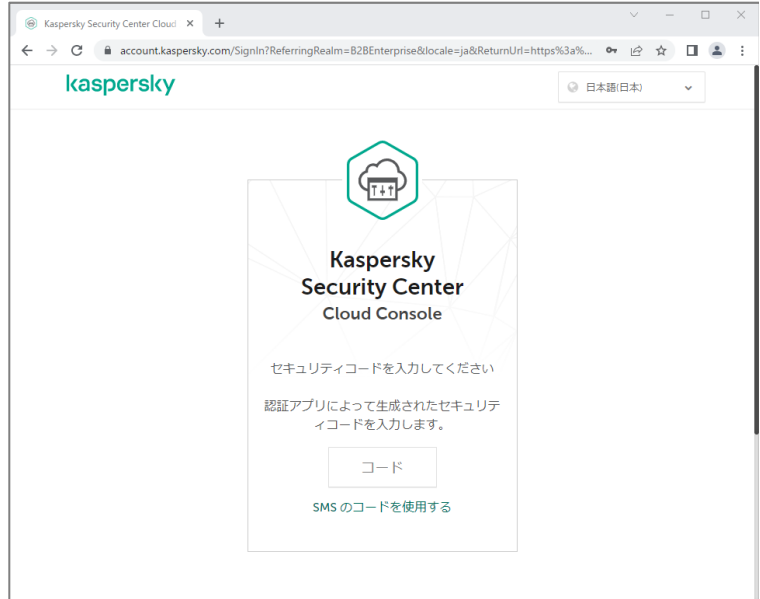 Kaspersky Security Center Cloud
account.kaspersky.com/SignIn?ReferringRealm=B2BEnterprise&locale=ja&ReturnUrl=https%3a%...
kaspersky
日本語(日本)
Kaspersky
Security Center
Cloud Console
セキュリティコードを入力してください
認証アプリによって生成されたセキュリテ
ィコードを入力します。
コード
SMS のコードを使用する